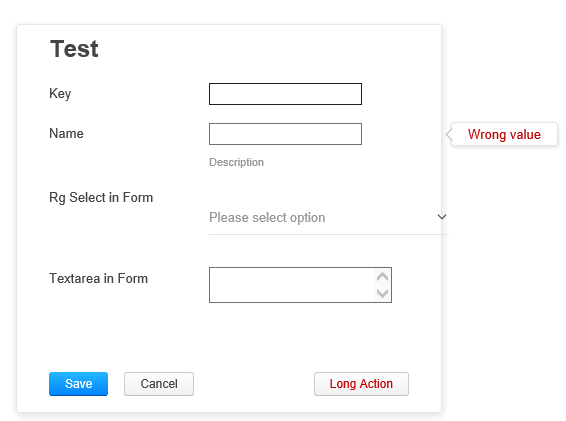 Test
Key
Name
Wrong value
Description
Rg Select in Form
Please select option
Textarea in Form
Save
Cancel
Long Action